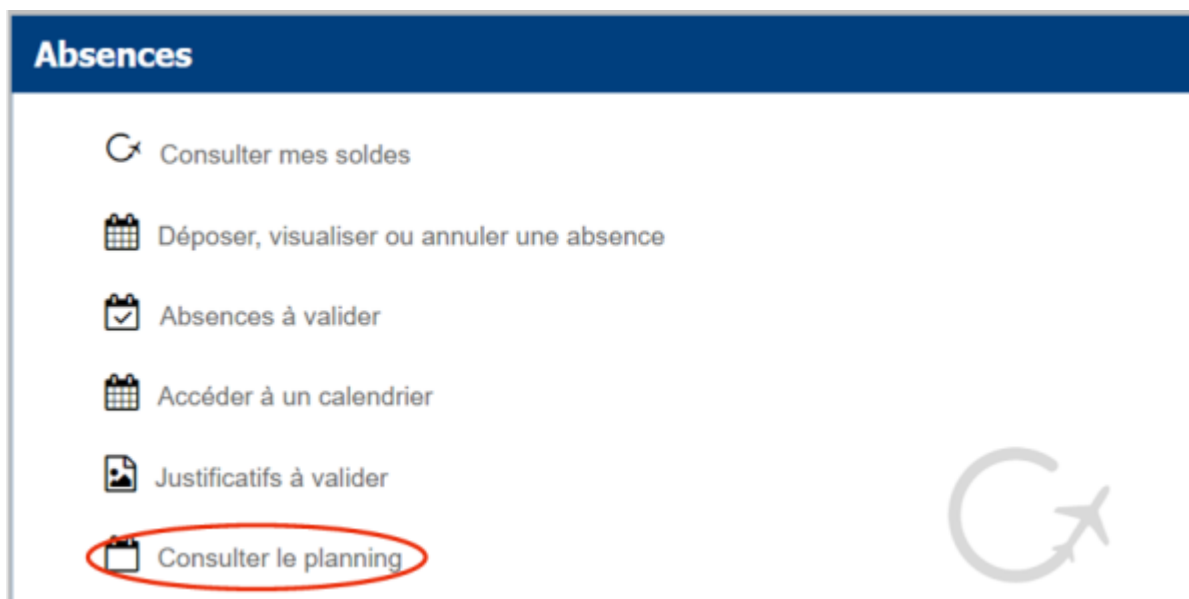 Absences
Consulter mes soldes
Déposer, visualiser ou annuler une absence
Absences à valider
Accéder à un calendrier
Justificatifs à valider
Consulter le planning